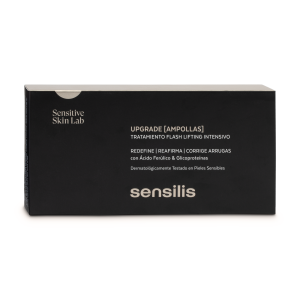 Sensitive
Skin Lab
UPGRADE [AMPOLLAS]
TRATAMIENTO FLASH LIFTING INTENSIVO
REDEFINE | REAFIRMA | CORRIGE ARRUGAS
con Ácido Ferúlico & Glicoproteínas
Dermatológicamente Testado en Pieles Sensibles
sensilis